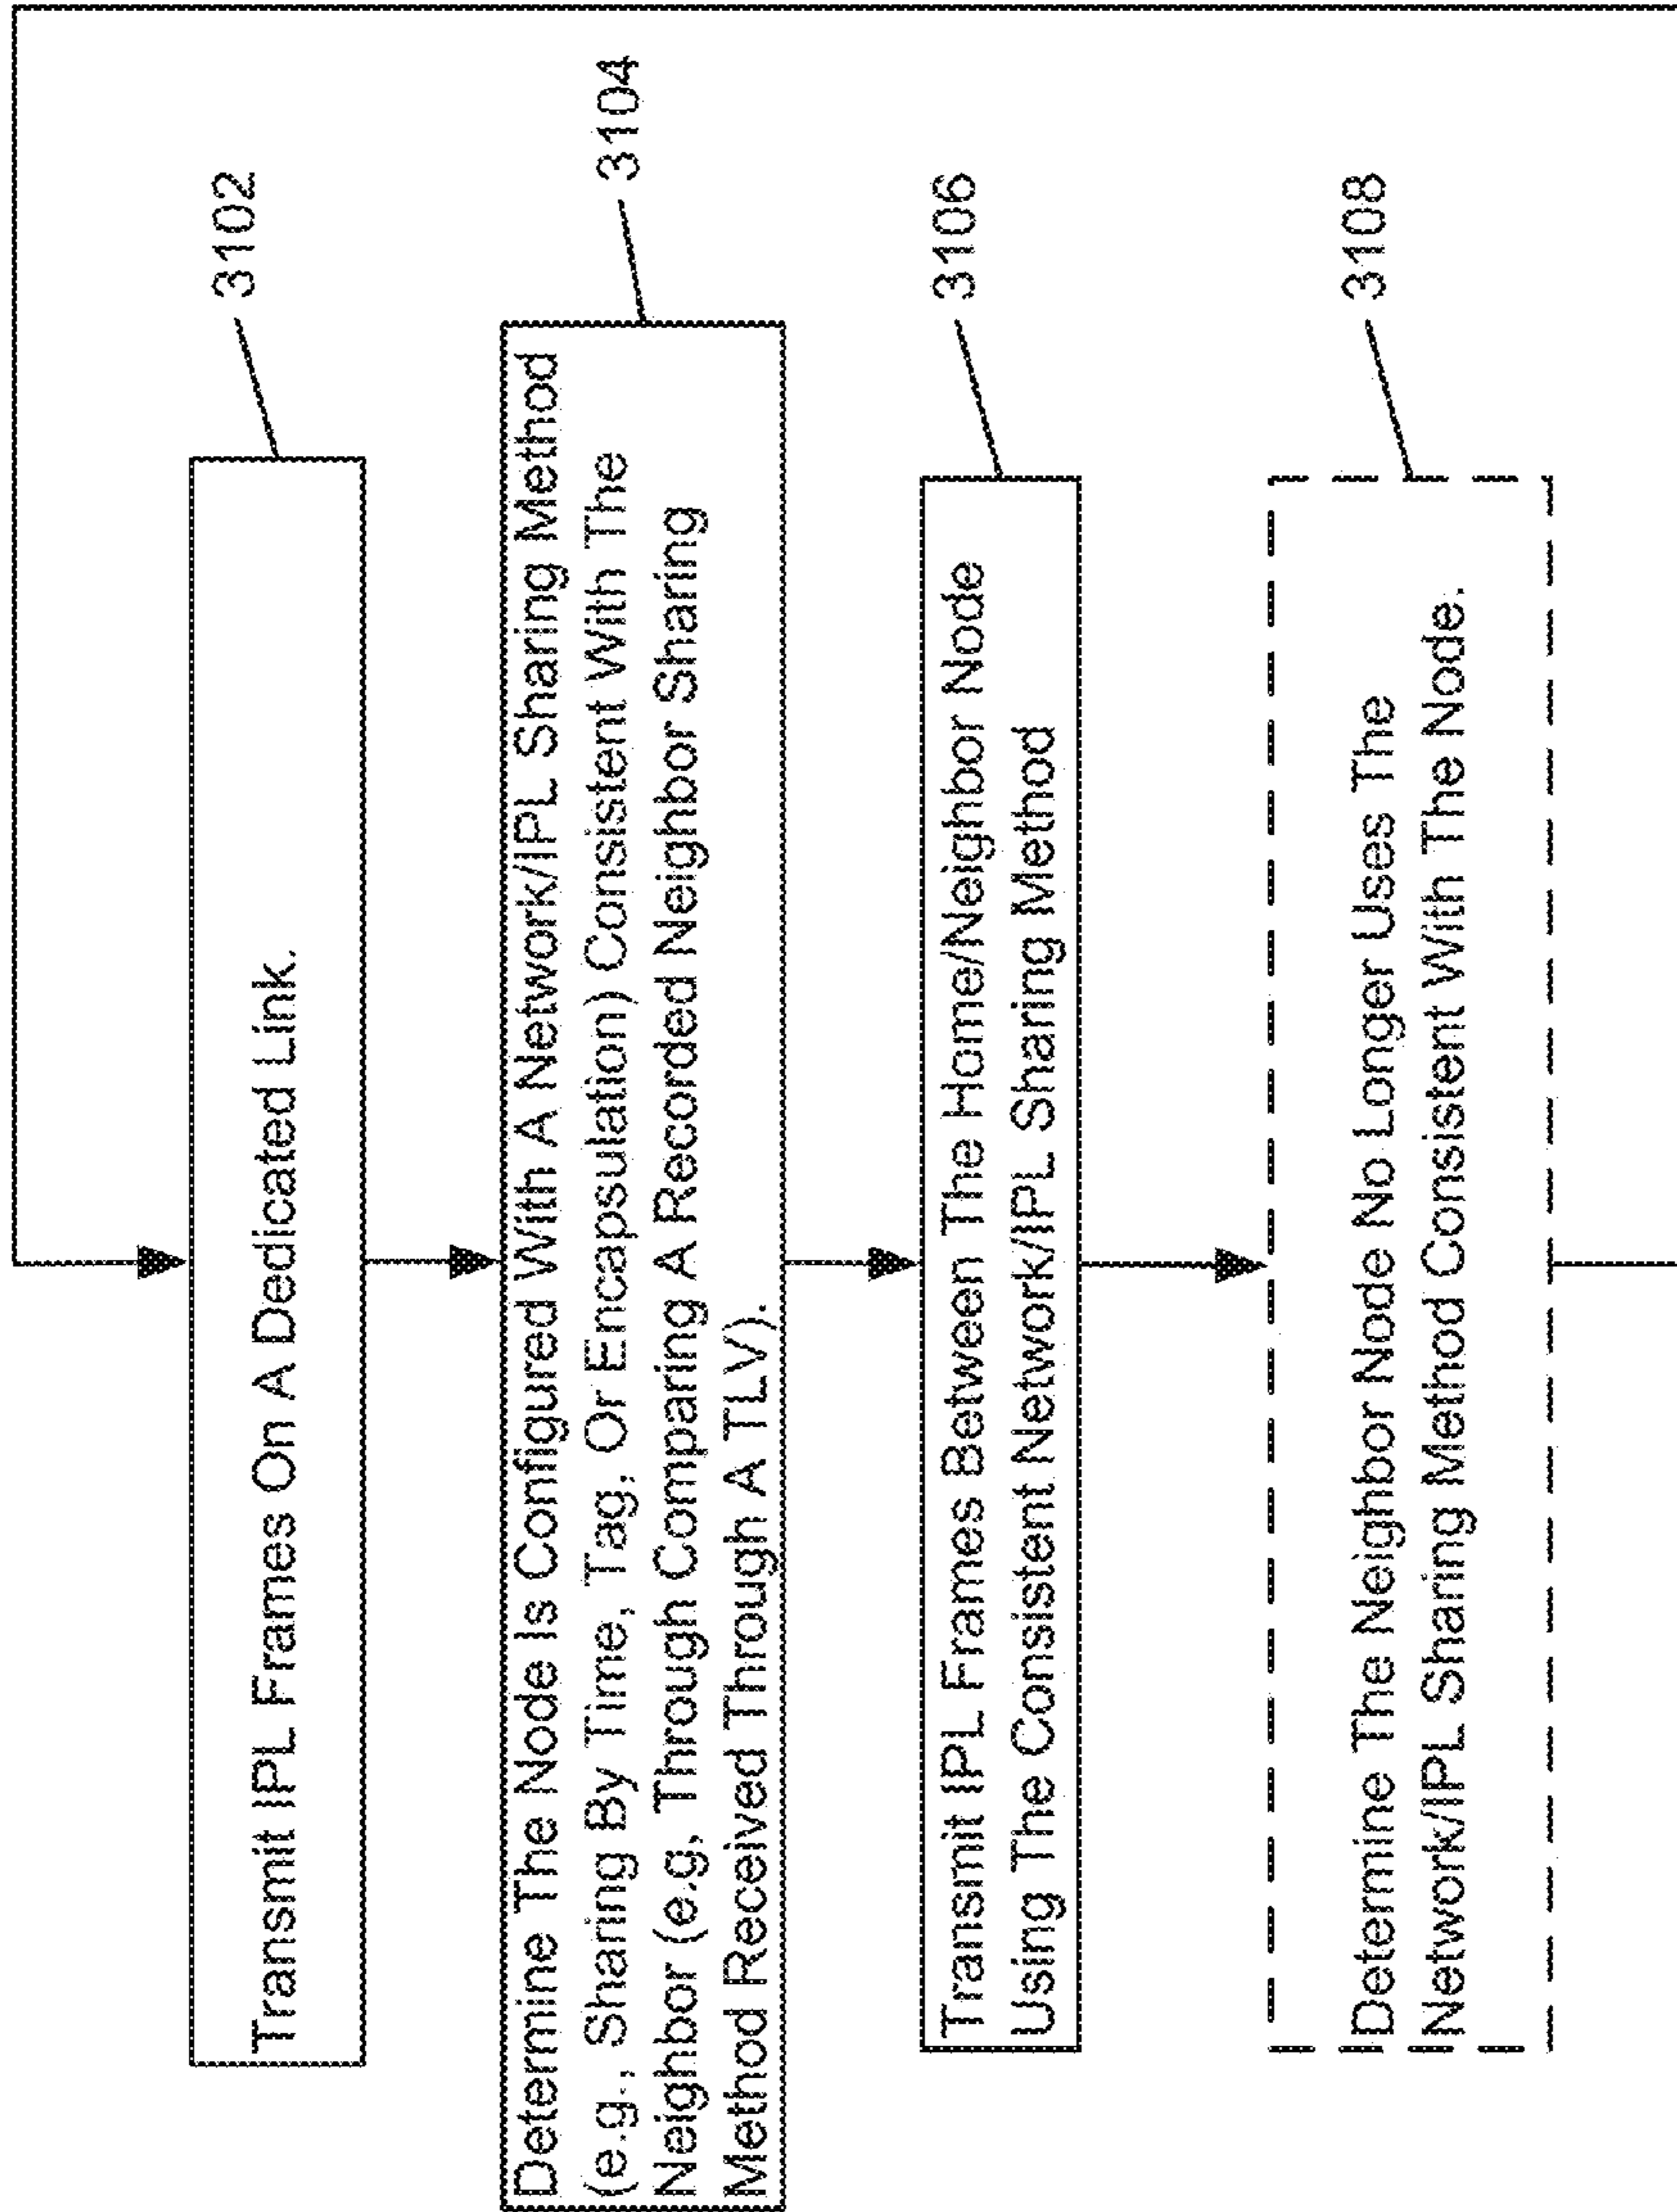 Transmit IPL Frames On A Dedicated Link.
3102
Determine The Node Is Configured With A Network/IPL Sharing Method
(e.g., Sharing By Time, Tag, Or Encapsulation) Consistent With The
Neighbor (e.g, Through Comparing A Recorded Neighbor Sharing
Method Received Through A TLV).
3104
Transmit IPL Frames Between The Home/Neighbor Node
Using The Consistent Network/IPL Sharing Method
3106
Determine The Neighbor Node No Longer Uses The
Network/IPL Sharing Method Consistent With The Node.
3108